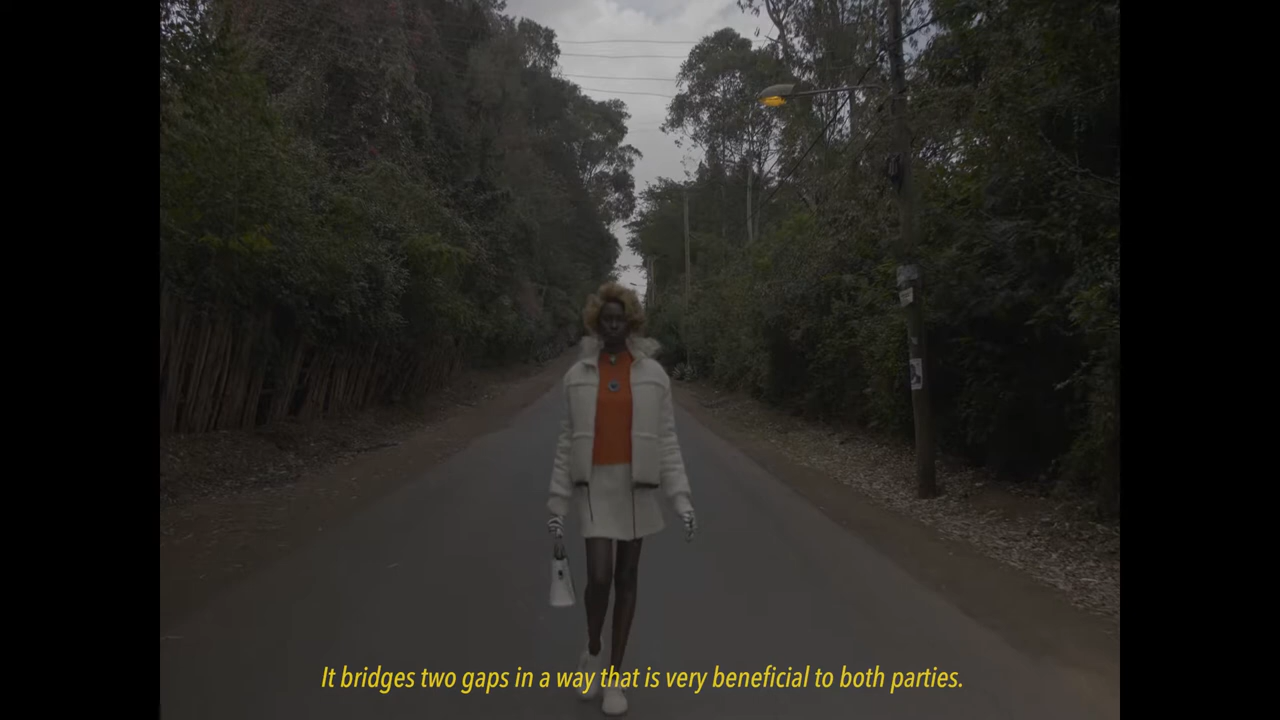 It bridges two gaps in a way that is very beneficial to both parties.